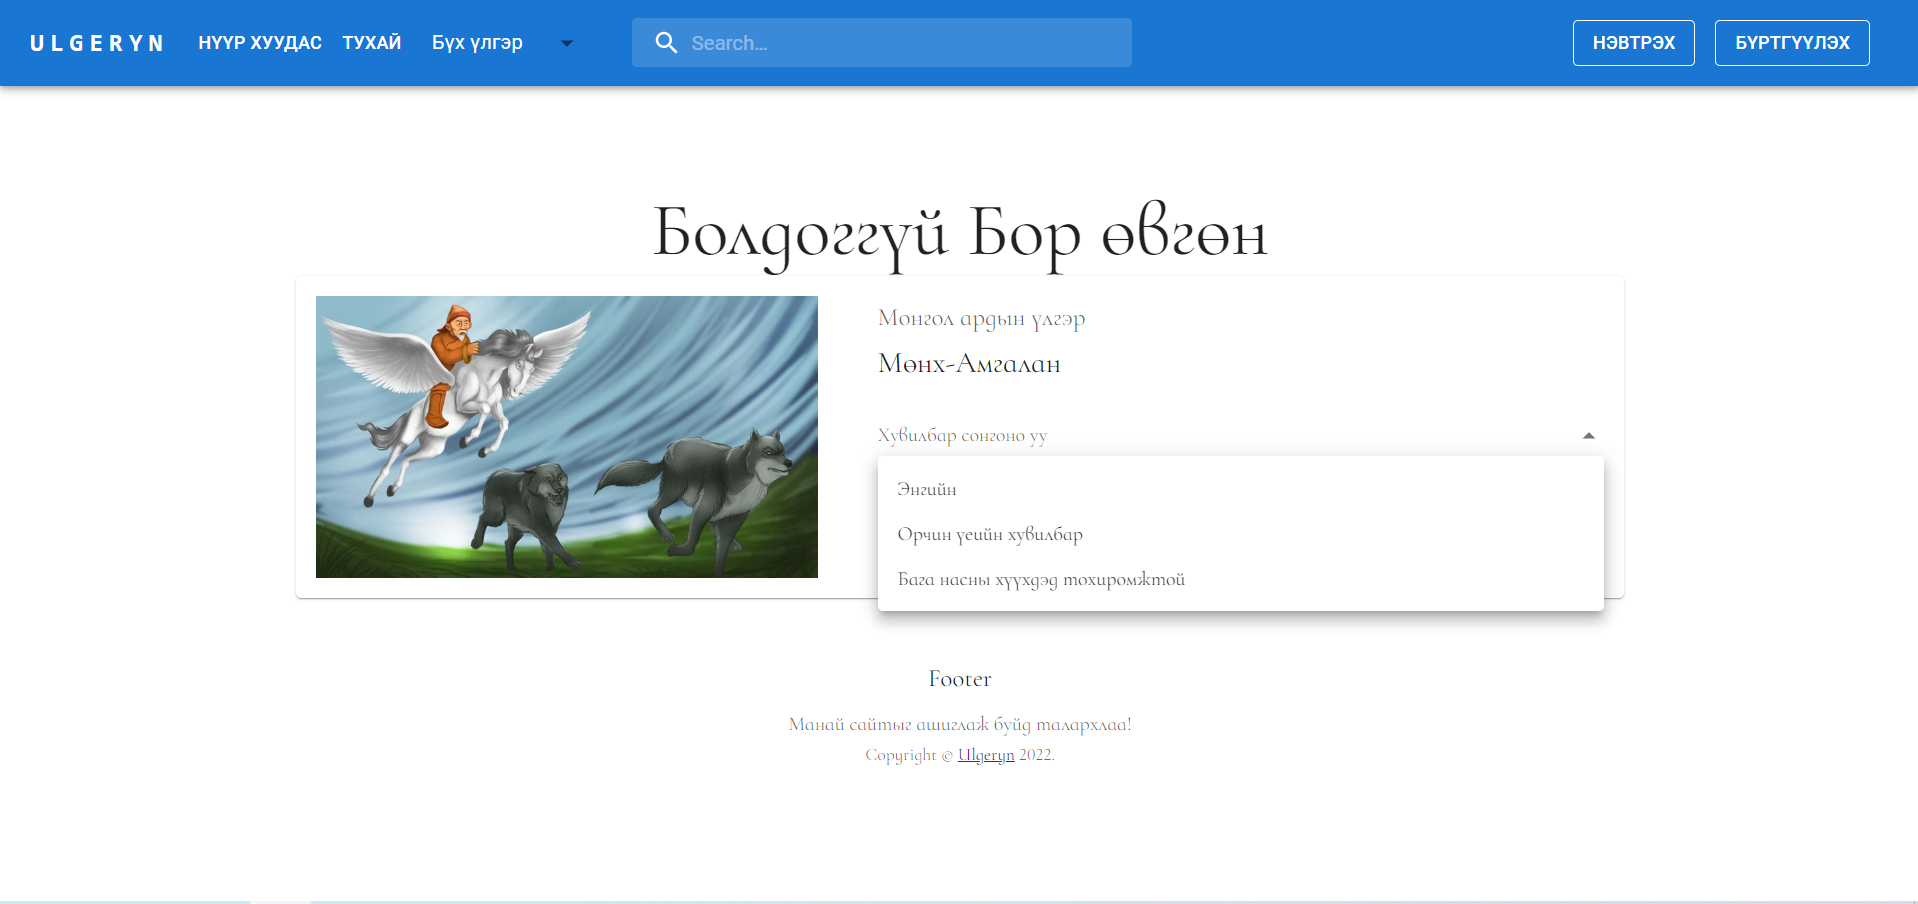 ULGERYN НҮҮР ХУУДАС ТУХАЙ Бүх үлгэр Search... НЭВТРЭХ БҮРТГҮҮЛЭХ
Болдоггүй Бор өвгөн
Монгол ардын үлгэр
Мөнх-Амгалан
Хувилбар сонгоно уу
Энгийн
Орчин үеийн хувилбар
Бага насны хүүхдэд тохиромжтой
Footer
Манай сайтыг ашиглаж буйд талархлаа!
Copyright © Ulgeryn 2022.